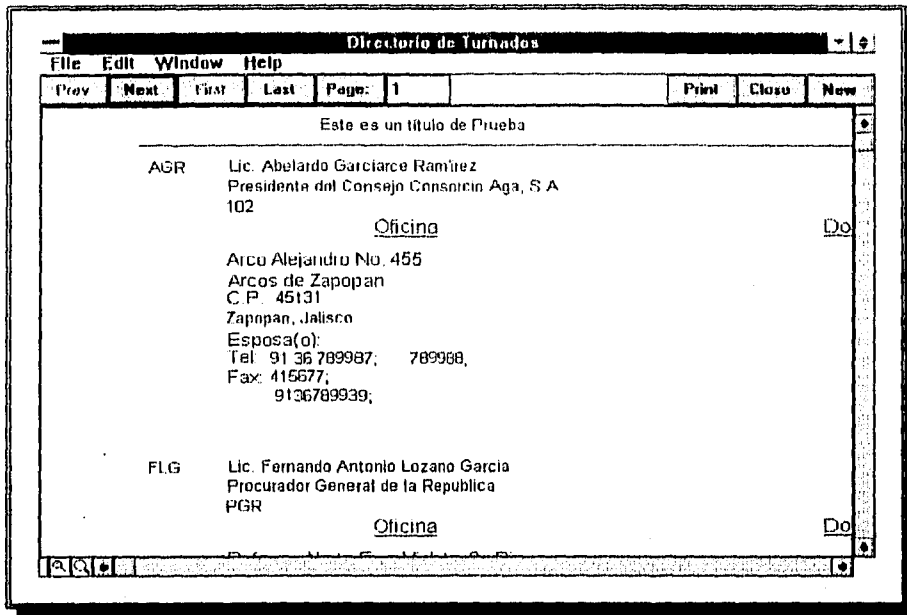 Directorio de Turnados
File Edit Window Help
Prev Next First Last Page: 1 Print Close New
Este es un título de Prueba
AGR Lic. Abelardo Garciarce Ramírez
Presidente del Consejo Consorcio Aga, S.A
102
Oficina Do
Arco Alejandro No. 455
Arcos de Zapopan
C.P. 45131
Zapopan, Jalisco
Esposa(o):
Tel: 91 36 789987; 789988,
Fax: 415677;
9136789939;
FLG Lic. Fernando Antonio Lozano Garcia
Procurador General de la Republica
PGR
Oficina Do